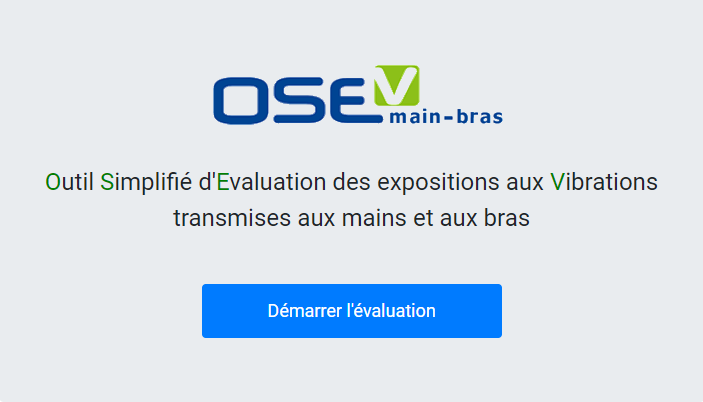 OSEV
main-bras
Outil Simplifié d'Evaluation des expositions aux Vibrations
transmises aux mains et aux bras
Démarrer l'évaluation